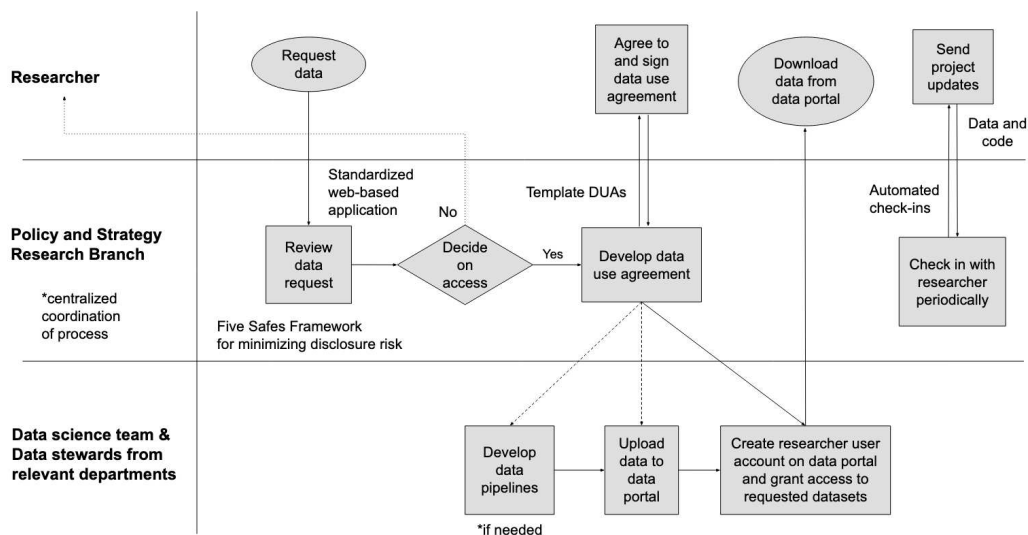 Researcher
Request
data
Agree to
and sign
data use
agreement
Download
data from
data portal
Send
project
updates
Data and
code
Standardized
web-based
application
Template DUAs
Automated
check-ins
Policy and Strategy
Research Branch
*centralized
coordination
of process
Review
data
request
No
Decide
on
access
Yes
Develop data
use agreement
Check in with
researcher
periodically
Five Safes Framework
for minimizing disclosure risk
Data science team &
Data stewards from
relevant departments
Develop
data
pipelines
*if needed
Upload
data to
data
portal
Create researcher user
account on data portal
and grant access to
requested datasets